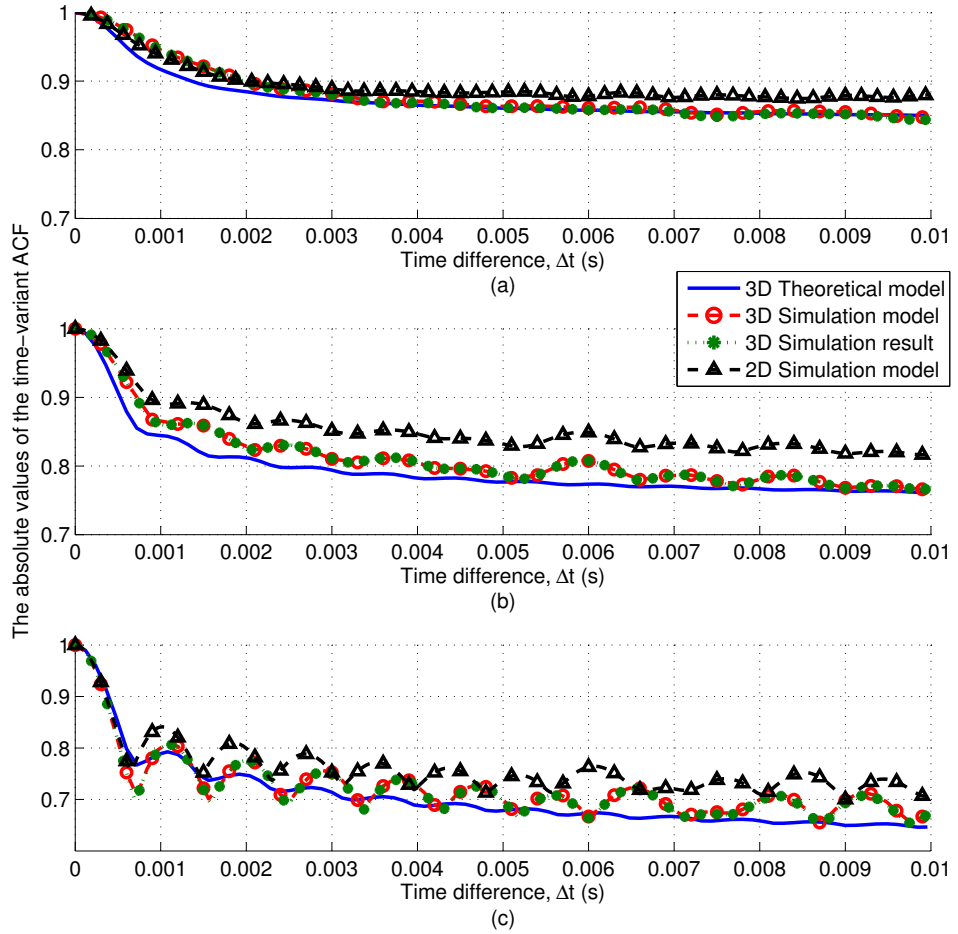 The absolute values of the time-variant ACF
1
0.9
0.8
0.7
0 0.001 0.002 0.003 0.004 0.005 0.006 0.007 0.008 0.009 0.01
Time difference, Δt (s)
(a)
3D Theoretical model
3D Simulation model
3D Simulation result
2D Simulation model
1
0.9
0.8
0.7
0 0.001 0.002 0.003 0.004 0.005 0.006 0.007 0.008 0.009 0.01
Time difference, Δt (s)
(b)
1
0.9
0.8
0.7
0 0.001 0.002 0.003 0.004 0.005 0.006 0.007 0.008 0.009 0.01
Time difference, Δt (s)
(c)